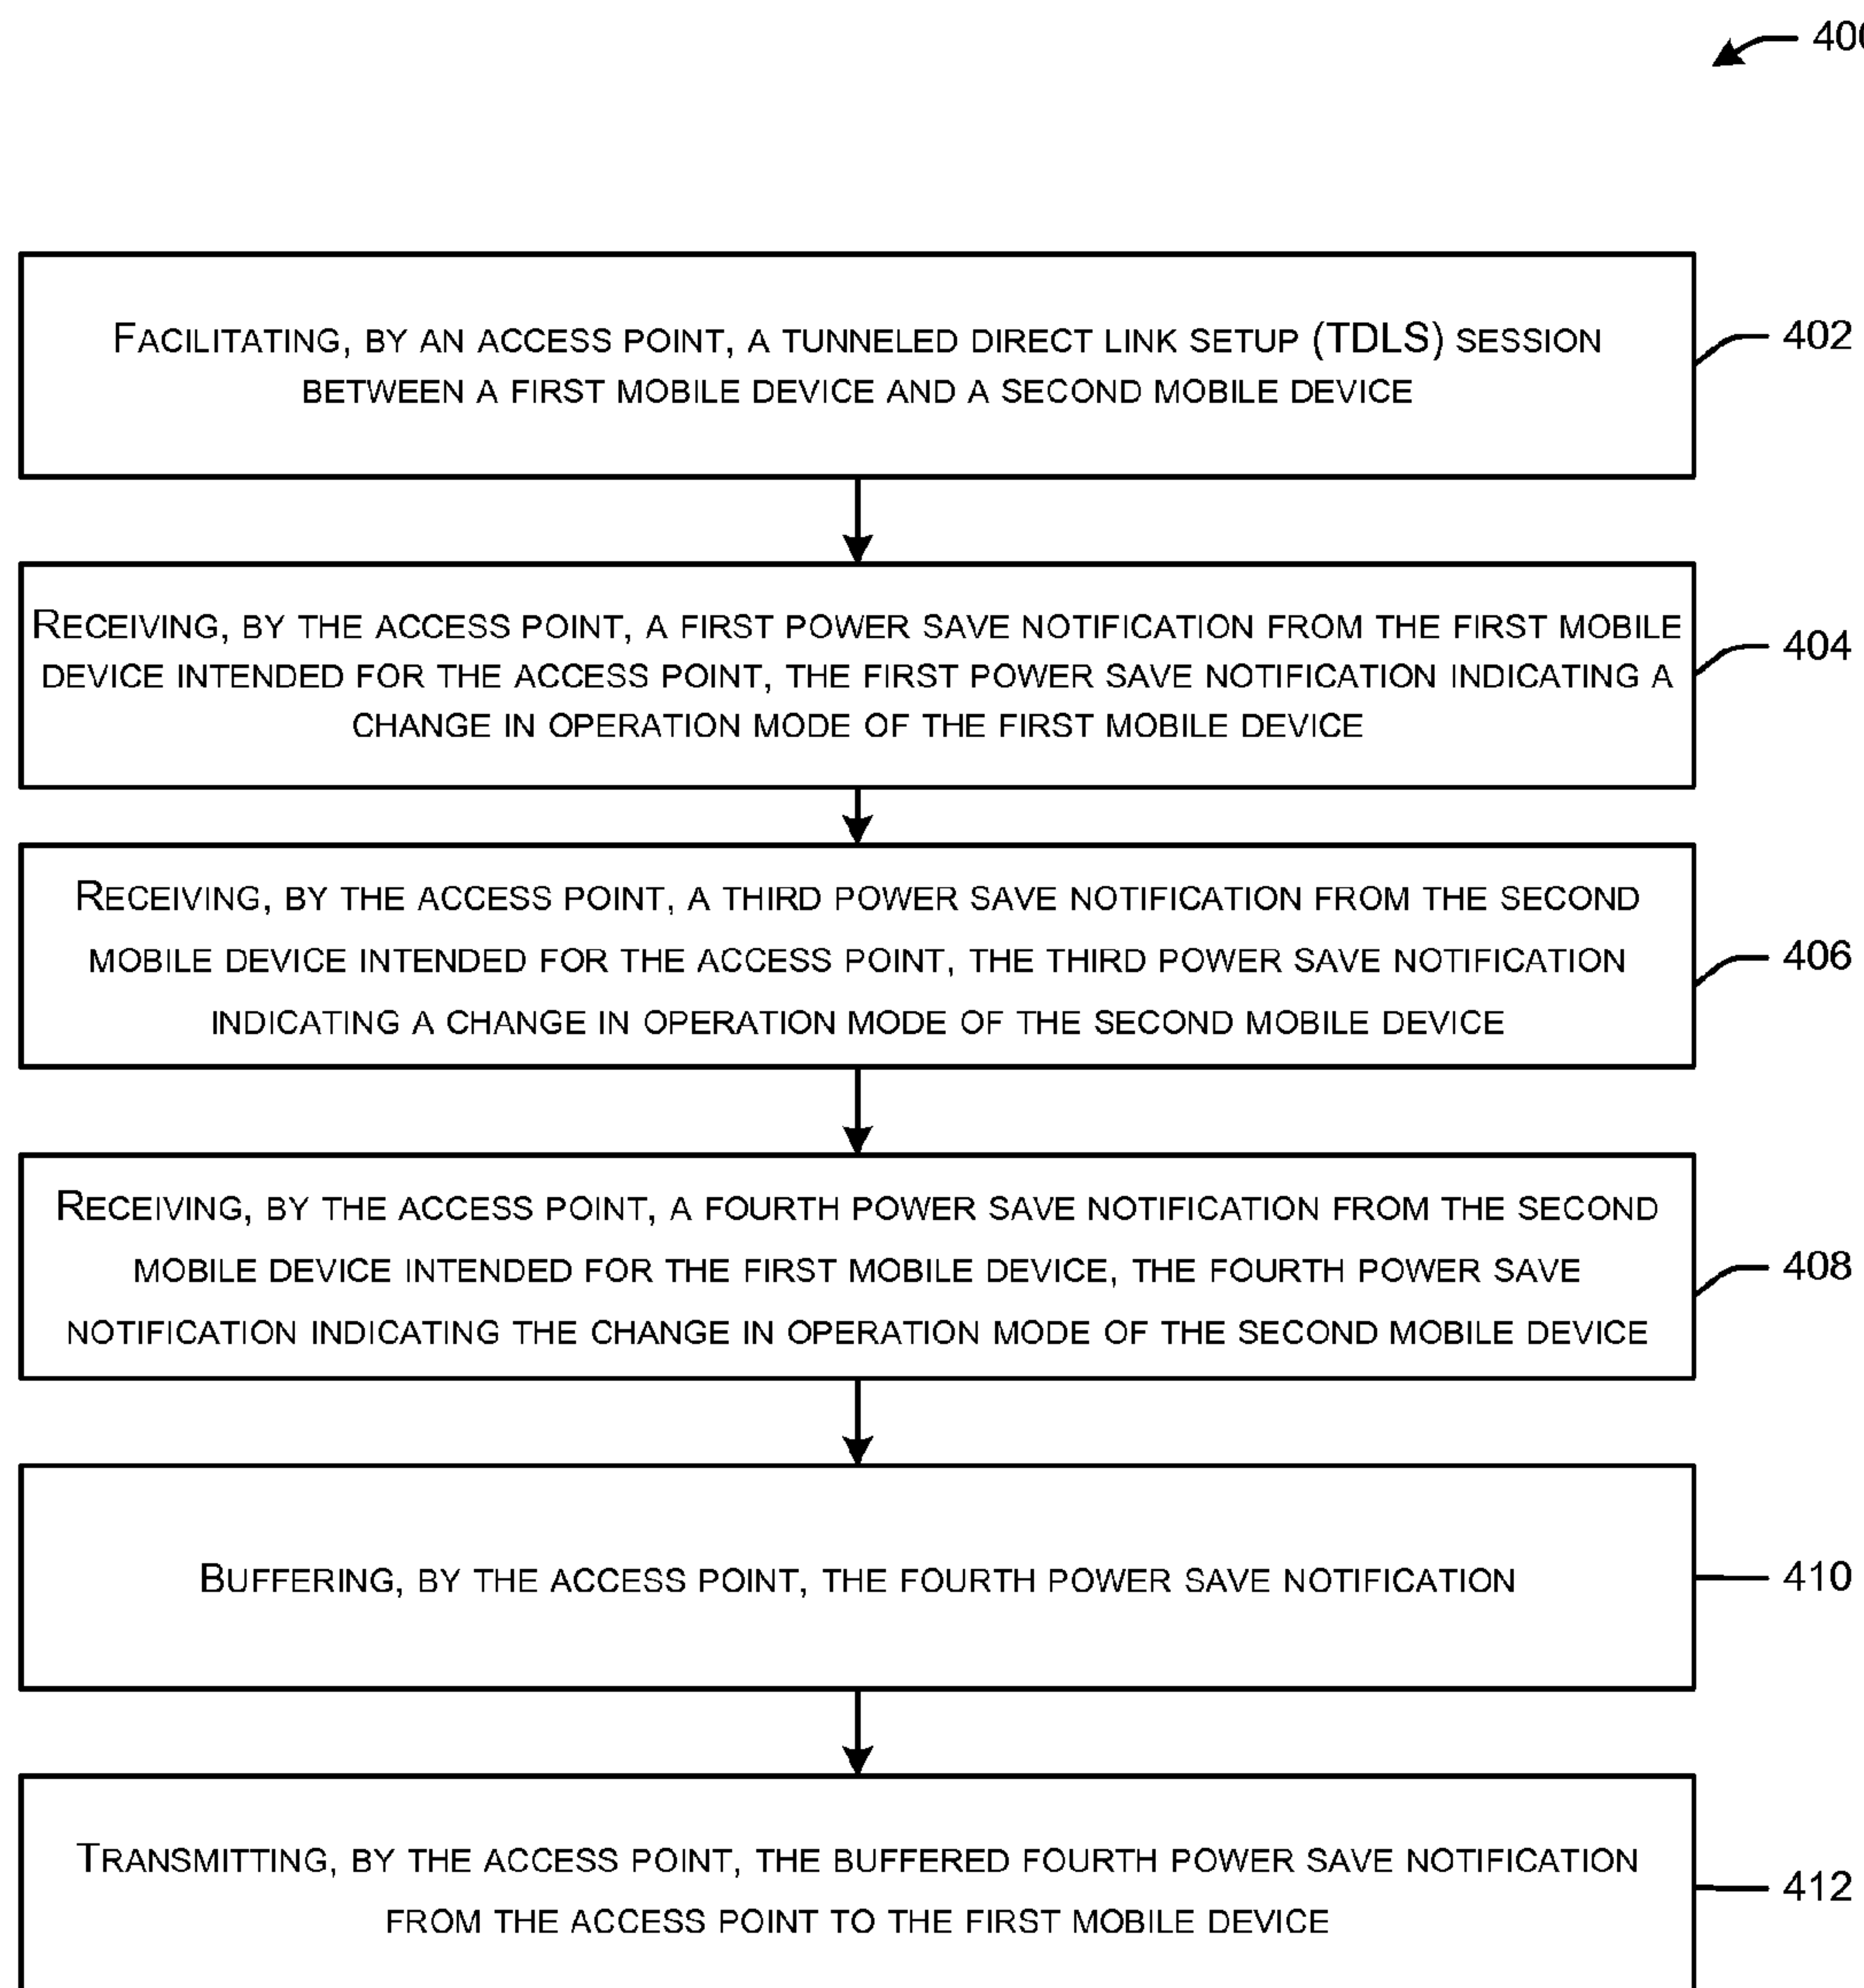 400
FACILITATING, BY AN ACCESS POINT, A TUNNELED DIRECT LINK SETUP (TDLS) SESSION
BETWEEN A FIRST MOBILE DEVICE AND A SECOND MOBILE DEVICE
402
RECEIVING, BY THE ACCESS POINT, A FIRST POWER SAVE NOTIFICATION FROM THE FIRST MOBILE
DEVICE INTENDED FOR THE ACCESS POINT, THE FIRST POWER SAVE NOTIFICATION INDICATING A
CHANGE IN OPERATION MODE OF THE FIRST MOBILE DEVICE
404
RECEIVING, BY THE ACCESS POINT, A THIRD POWER SAVE NOTIFICATION FROM THE SECOND
MOBILE DEVICE INTENDED FOR THE ACCESS POINT, THE THIRD POWER SAVE NOTIFICATION
INDICATING A CHANGE IN OPERATION MODE OF THE SECOND MOBILE DEVICE
406
RECEIVING, BY THE ACCESS POINT, A FOURTH POWER SAVE NOTIFICATION FROM THE SECOND
MOBILE DEVICE INTENDED FOR THE FIRST MOBILE DEVICE, THE FOURTH POWER SAVE
NOTIFICATION INDICATING THE CHANGE IN OPERATION MODE OF THE SECOND MOBILE DEVICE
408
BUFFERING, BY THE ACCESS POINT, THE FOURTH POWER SAVE NOTIFICATION
410
TRANSMITTING, BY THE ACCESS POINT, THE BUFFERED FOURTH POWER SAVE NOTIFICATION
FROM THE ACCESS POINT TO THE FIRST MOBILE DEVICE
412